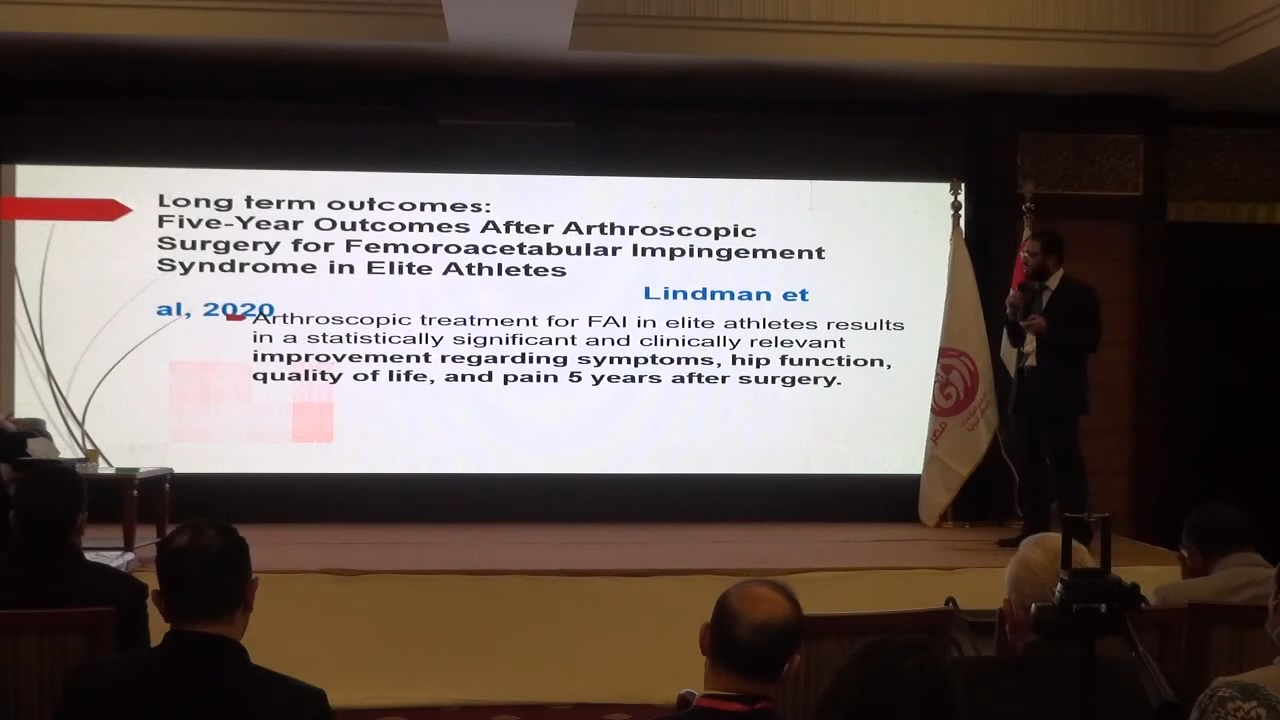 Long term outcomes:
Five-Year Outcomes After Arthroscopic
Surgery for Femoroacetabular Impingement
Syndrome in Elite Athletes
Lindman et
al, 2020
Arthroscopic treatment for FAI in elite athletes results
in a statistically significant and clinically relevant
improvement regarding symptoms, hip function,
quality of life, and pain 5 years after surgery.
مصر